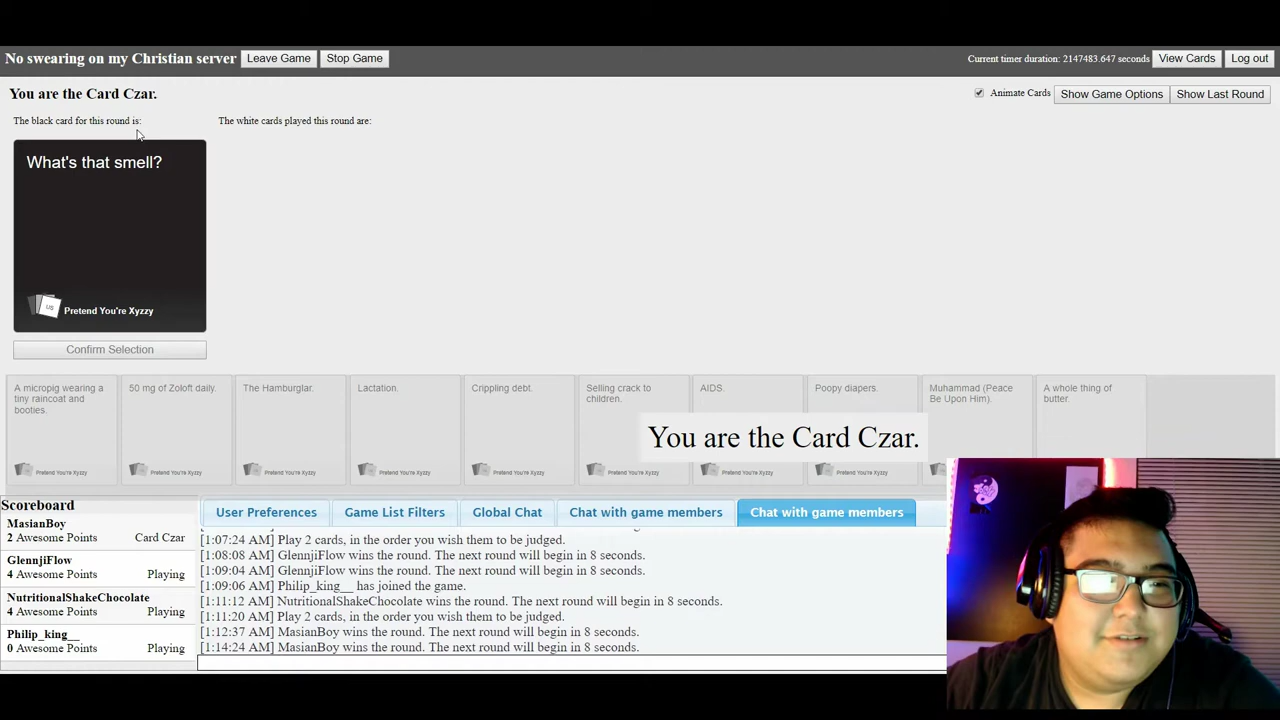 No swearing on my Christian server
Leave Game
Stop Game
Current timer duration: 2147483.647 seconds
View Cards
Log out
You are the Card Czar.
Animate Cards
Show Game Options
Show Last Round
The black card for this round is:
The white cards played this round are:
What's that smell?
US
Pretend You're Xyzzy
Confirm Selection
A micropig wearing a
tiny raincoat and
booties.
Pretend You're Xyzzy
50 mg of Zoloft daily.
Pretend You're Xyzzy
The Hamburglar.
Pretend You're Xyzzy
Lactation.
Pretend You're Xyzzy
Crippling debt.
Pretend You're Xyzzy
Selling crack to
children.
Pretend You're Xyzzy
AIDS.
Pretend You're Xyzzy
Poopy diapers.
Pretend You're Xyzzy
Muhammad (Peace
Be Upon Him).
A whole thing of
butter.
You are the Card Czar.
Scoreboard
MasianBoy
2 Awesome Points Card Czar
GlennjiFlow
4 Awesome Points Playing
NutritionalShakeChocolate
4 Awesome Points Playing
Philip_king__
0 Awesome Points Playing
User Preferences
Game List Filters
Global Chat
Chat with game members
Chat with game members
[1:07:24 AM] Play 2 cards, in the order you wish them to be judged.
[1:08:08 AM] GlennjiFlow wins the round. The next round will begin in 8 seconds.
[1:09:04 AM] GlennjiFlow wins the round. The next round will begin in 8 seconds.
[1:09:06 AM] Philip_king__ has joined the game.
[1:11:12 AM] NutritionalShakeChocolate wins the round. The next round will begin in 8 seconds.
[1:11:20 AM] Play 2 cards, in the order you wish them to be judged.
[1:12:37 AM] MasianBoy wins the round. The next round will begin in 8 seconds.
[1:14:24 AM] MasianBoy wins the round. The next round will begin in 8 seconds.